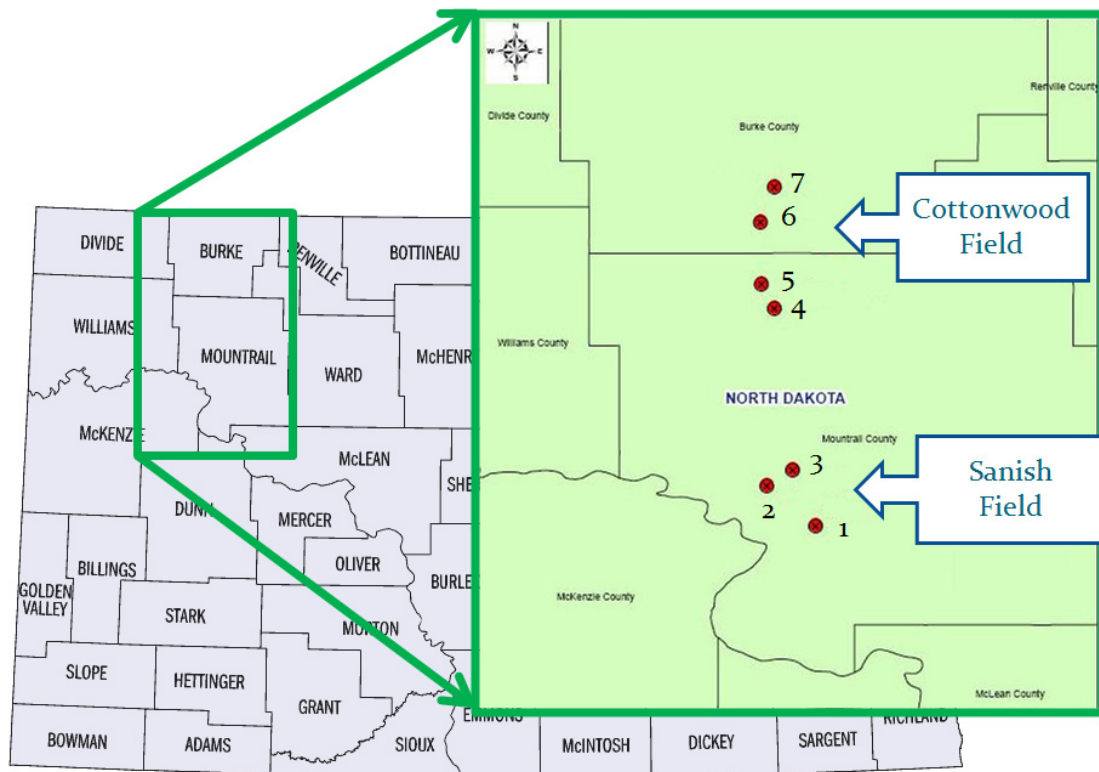 N
W
E
S
Divide County
Burke County
Renville County
7
6
Cottonwood
Field
5
4
Williams County
NORTH DAKOTA
Mountrail County
3
2
1
Sanish
Field
McKenzie County
McLean County
DIVIDE
BURKE
RENVILLE
BOTTINEAU
WILLIAMS
MOUNTRAIL
WARD
McHENR
McKENZIE
McLEAN
SHE
DUNN
MERCER
OLIVER
BURLE
BILLINGS
GOLDEN
VALLEY
STARK
MORTON
SLOPE
HETTINGER
GRANT
EMMONS
RICHLAND
BOWMAN
ADAMS
SIOUX
McINTOSH
DICKEY
SARGENT